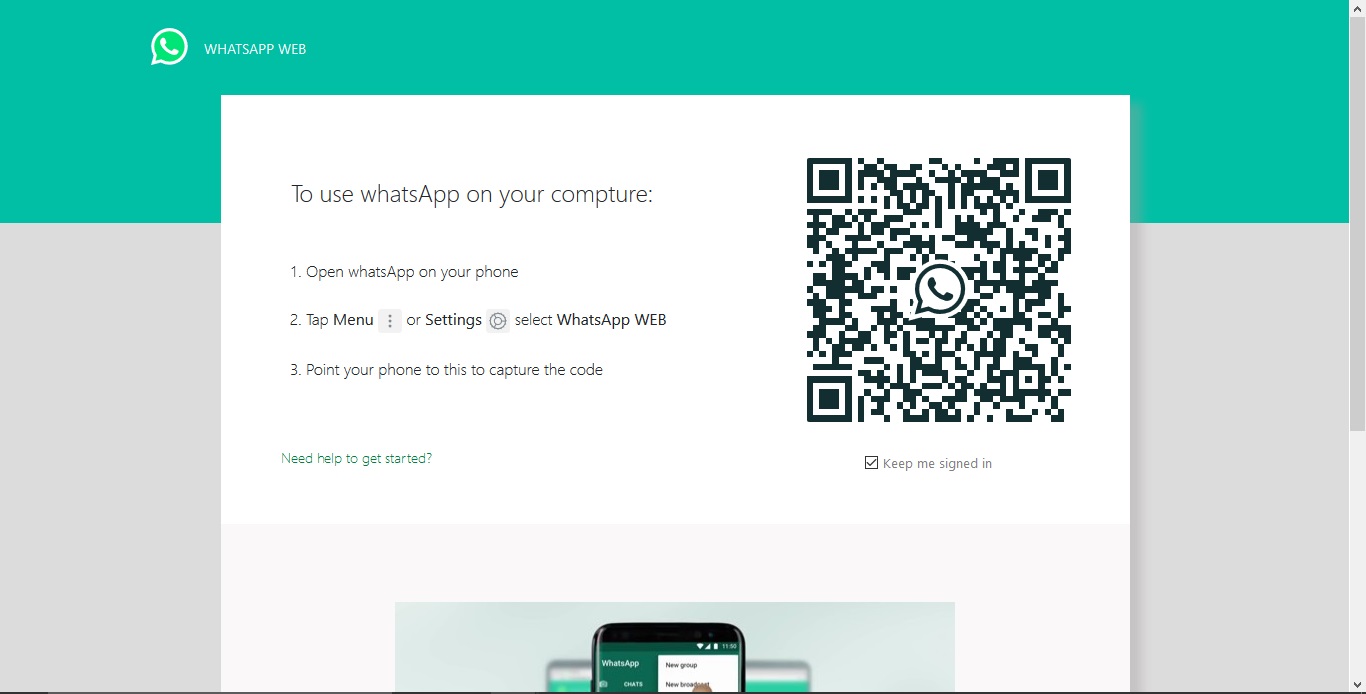 WHATSAPP WEB
To use whatsApp on your compture:
1. Open whatsApp on your phone
2. Tap Menu or Settings select WhatsApp WEB
3. Point your phone to this to capture the code
Need help to get started?
Keep me signed in
11:50
WhatsApp
New group
CHATS
New broadcast